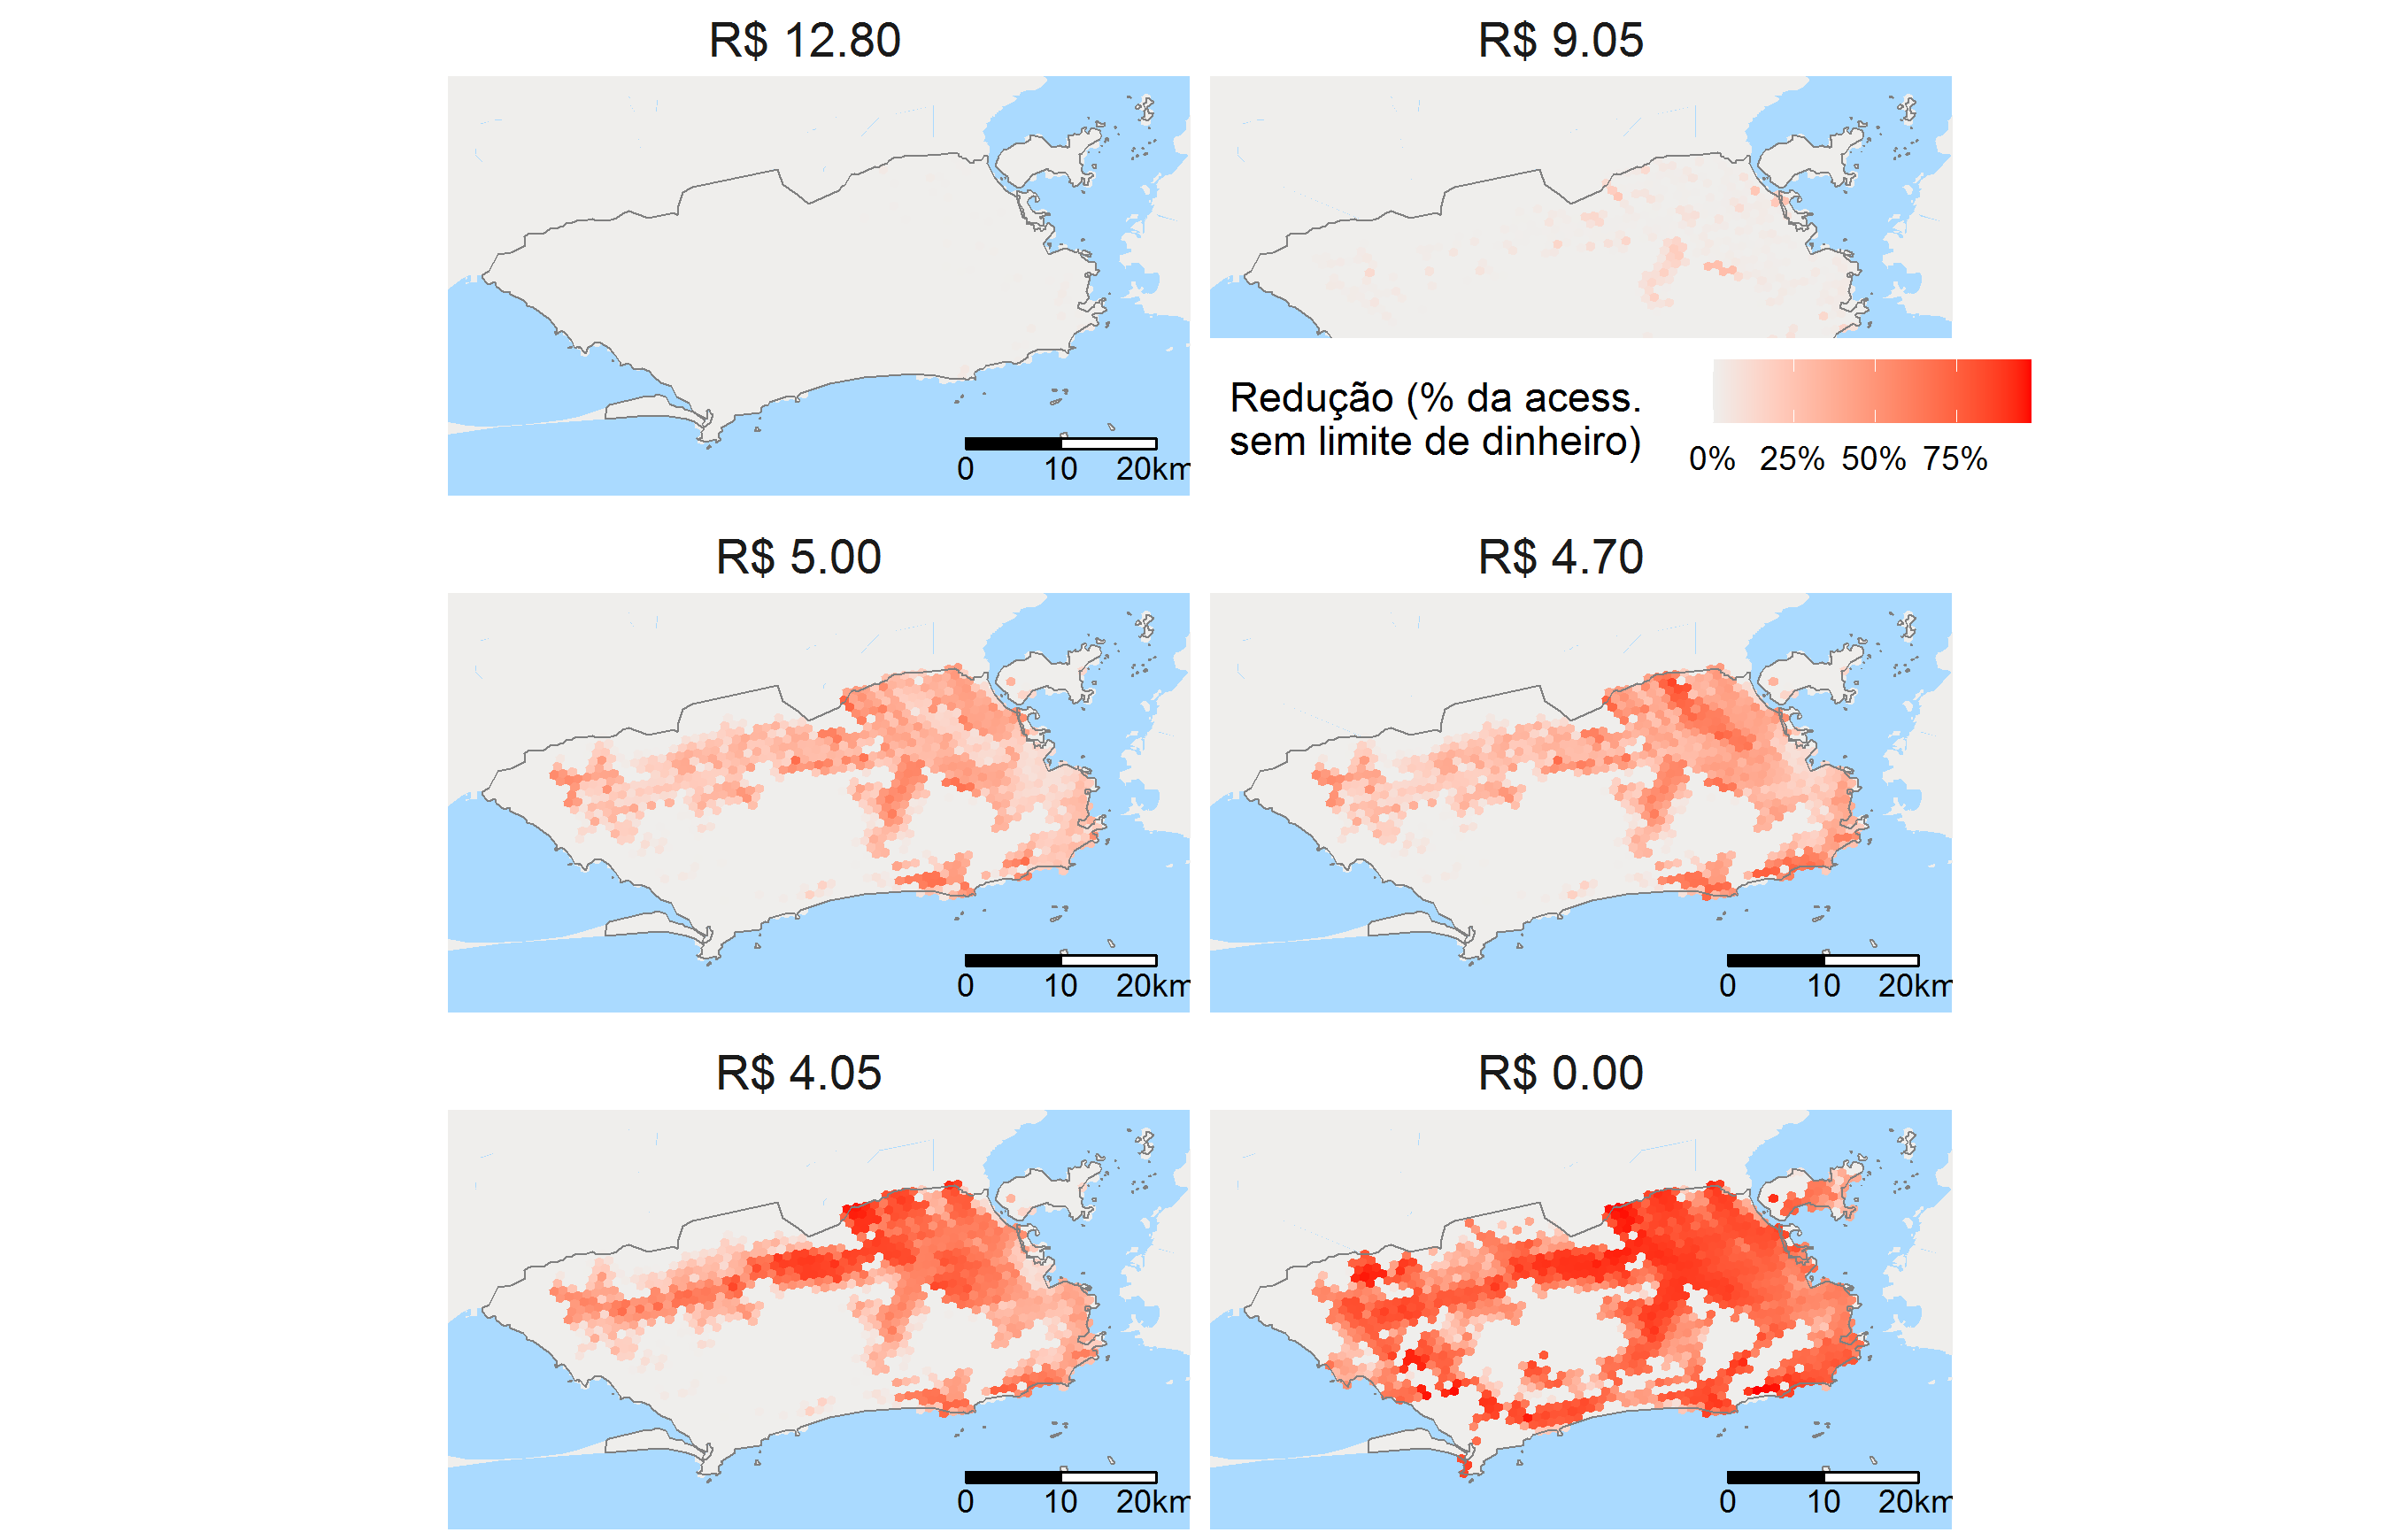 R$ 12.80
R$ 9.05
0 10 20km
Redução (% da acess.
sem limite de dinheiro)
0% 25% 50% 75%
R$ 5.00
R$ 4.70
0 10 20km
0 10 20km
R$ 4.05
R$ 0.00
0 10 20km
0 10 20km